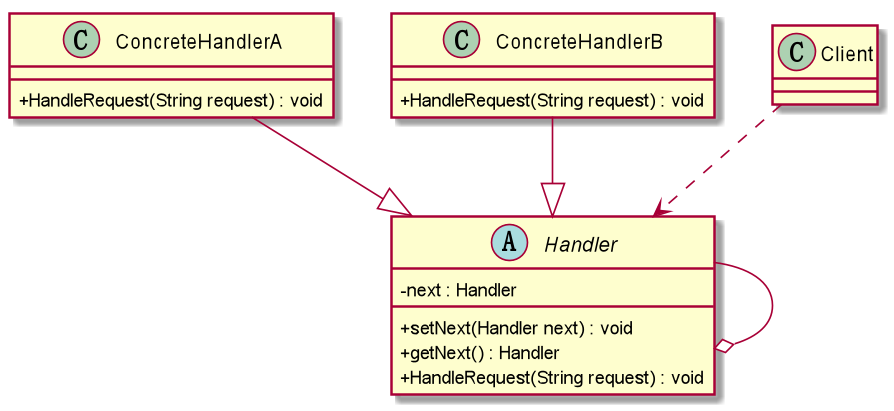 C ConcreteHandlerA
+HandleRequest(String request) : void
C ConcreteHandlerB
+HandleRequest(String request) : void
C Client
A Handler
-next : Handler
+setNext(Handler next) : void
+getNext() : Handler
+HandleRequest(String request) : void